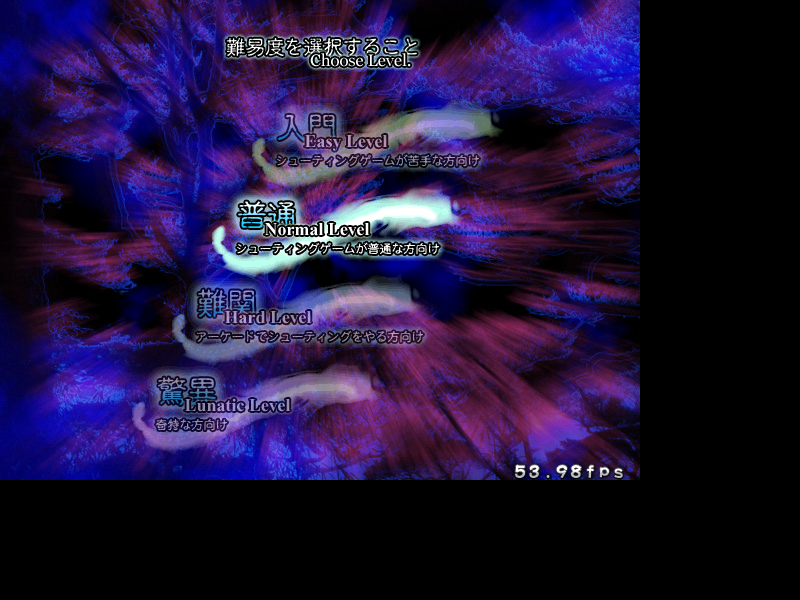 難易度を選択すること
Choose Level.
入門
Easy Level
シューティングゲームが苦手な方向け
普通
Normal Level
シューティングゲームが普通な方向け
難関
Hard Level
アーケードでシューティングをやる方向け
驚異
Lunatic Level
奇特な方向け
53.98fps